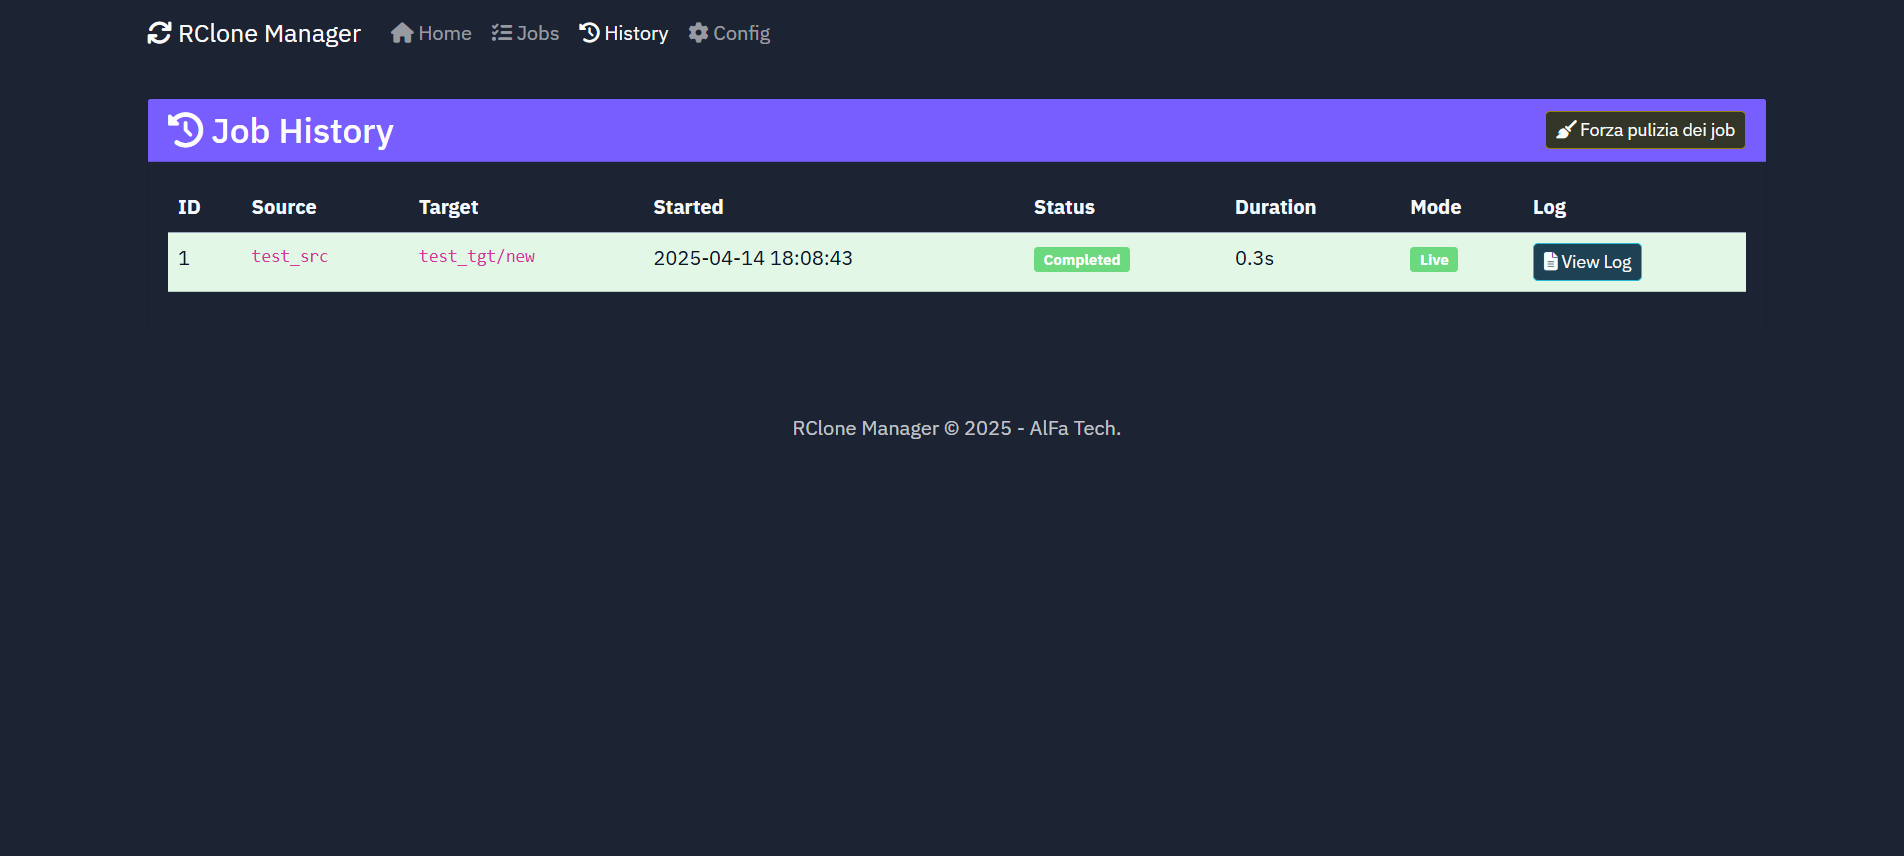 RClone Manager Home Jobs History Config
Job History Forza pulizia dei job
ID Source Target Started Status Duration Mode Log
1 test_src test_tgt/new 2025-04-14 18:08:43 Completed 0.3s Live View Log
RClone Manager © 2025 - AlFa Tech.